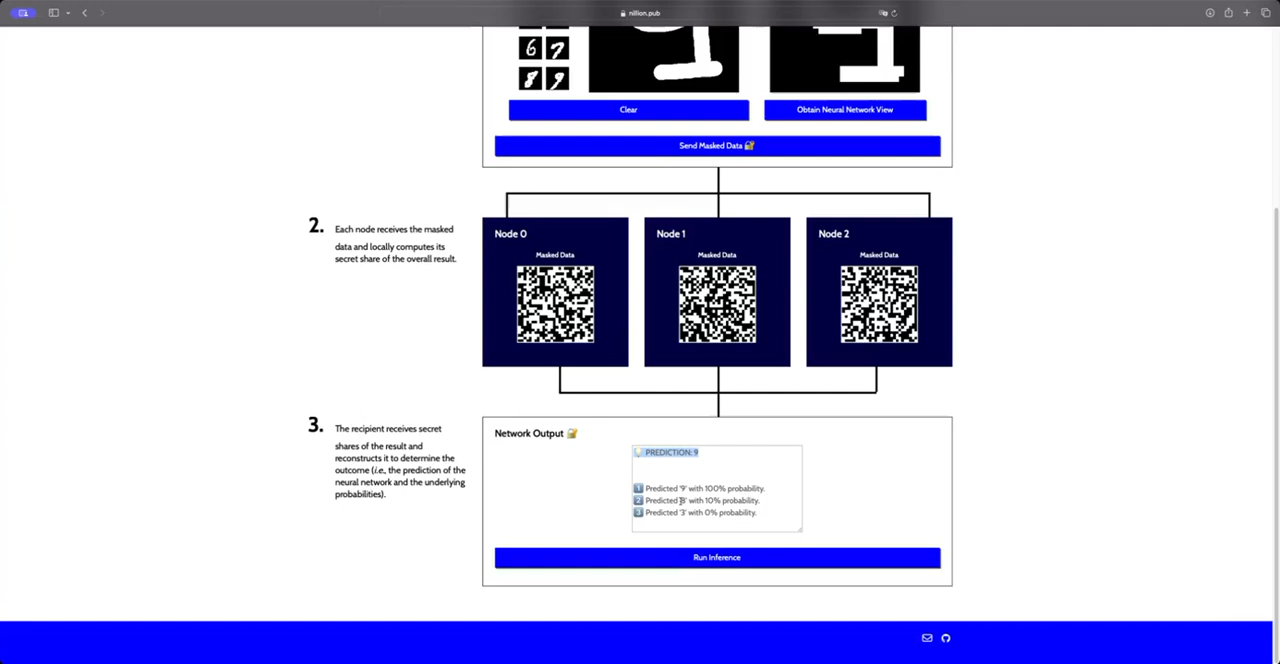 nillion.pub
6 7
8 9
Clear
Obtain Neural Network View
Send Masked Data 🔐
2.
Each node receives the masked
data and locally computes its
secret share of the overall result.
Node 0
Masked Data
Node 1
Masked Data
Node 2
Masked Data
3.
The recipient receives secret
shares of the result and
reconstructs it to determine the
outcome (i.e., the prediction of the
neural network and the underlying
probabilities).
Network Output 🔐
💡 PREDICTION: 9
1️⃣ Predicted '9' with 100% probability.
2️⃣ Predicted '8' with 10% probability.
3️⃣ Predicted '3' with 0% probability.
Run Inference